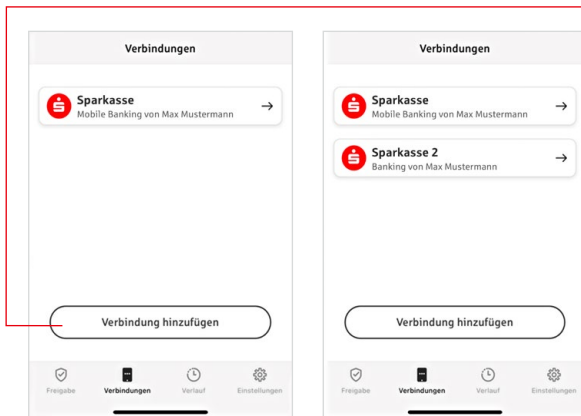 Verbindungen
Sparkasse
Mobile Banking von Max Mustermann
Verbindung hinzufügen
Freigabe Verbindungen Verlauf Einstellungen
Verbindungen
Sparkasse
Mobile Banking von Max Mustermann
Sparkasse 2
Banking von Max Mustermann
Verbindung hinzufügen
Freigabe Verbindungen Verlauf Einstellungen